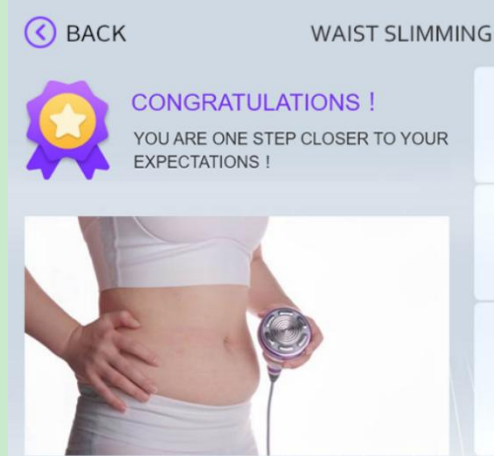 BACK
WAIST SLIMMING
CONGRATULATIONS !
YOU ARE ONE STEP CLOSER TO YOUR
EXPECTATIONS !